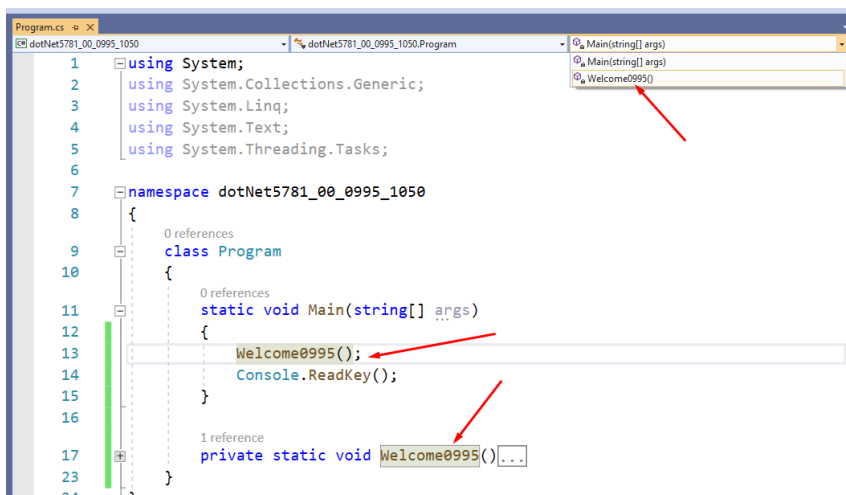 Program.cs
dotNet5781_00_0995_1050 dotNet5781_00_0995_1050.Program Main(string[] args)
Main(string[] args)
Welcome0995()
1 using System;
2 using System.Collections.Generic;
3 using System.Linq;
4 using System.Text;
5 using System.Threading.Tasks;
6
7 namespace dotNet5781_00_0995_1050
8 {
0 references
9 class Program
10 {
0 references
11 static void Main(string[] args)
12 {
13 Welcome0995();
14 Console.ReadKey();
15 }
16
1 reference
17 private static void Welcome0995()...
23 }